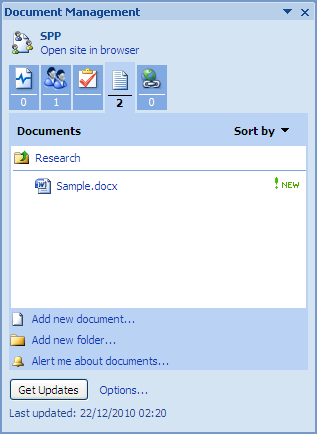 Document Management
SPP
Open site in browser
0 1 2 0
Documents Sort by
Research
Sample.docx ! NEW
Add new document...
Add new folder...
Alert me about documents...
Get Updates Options...
Last updated: 22/12/2010 02:20